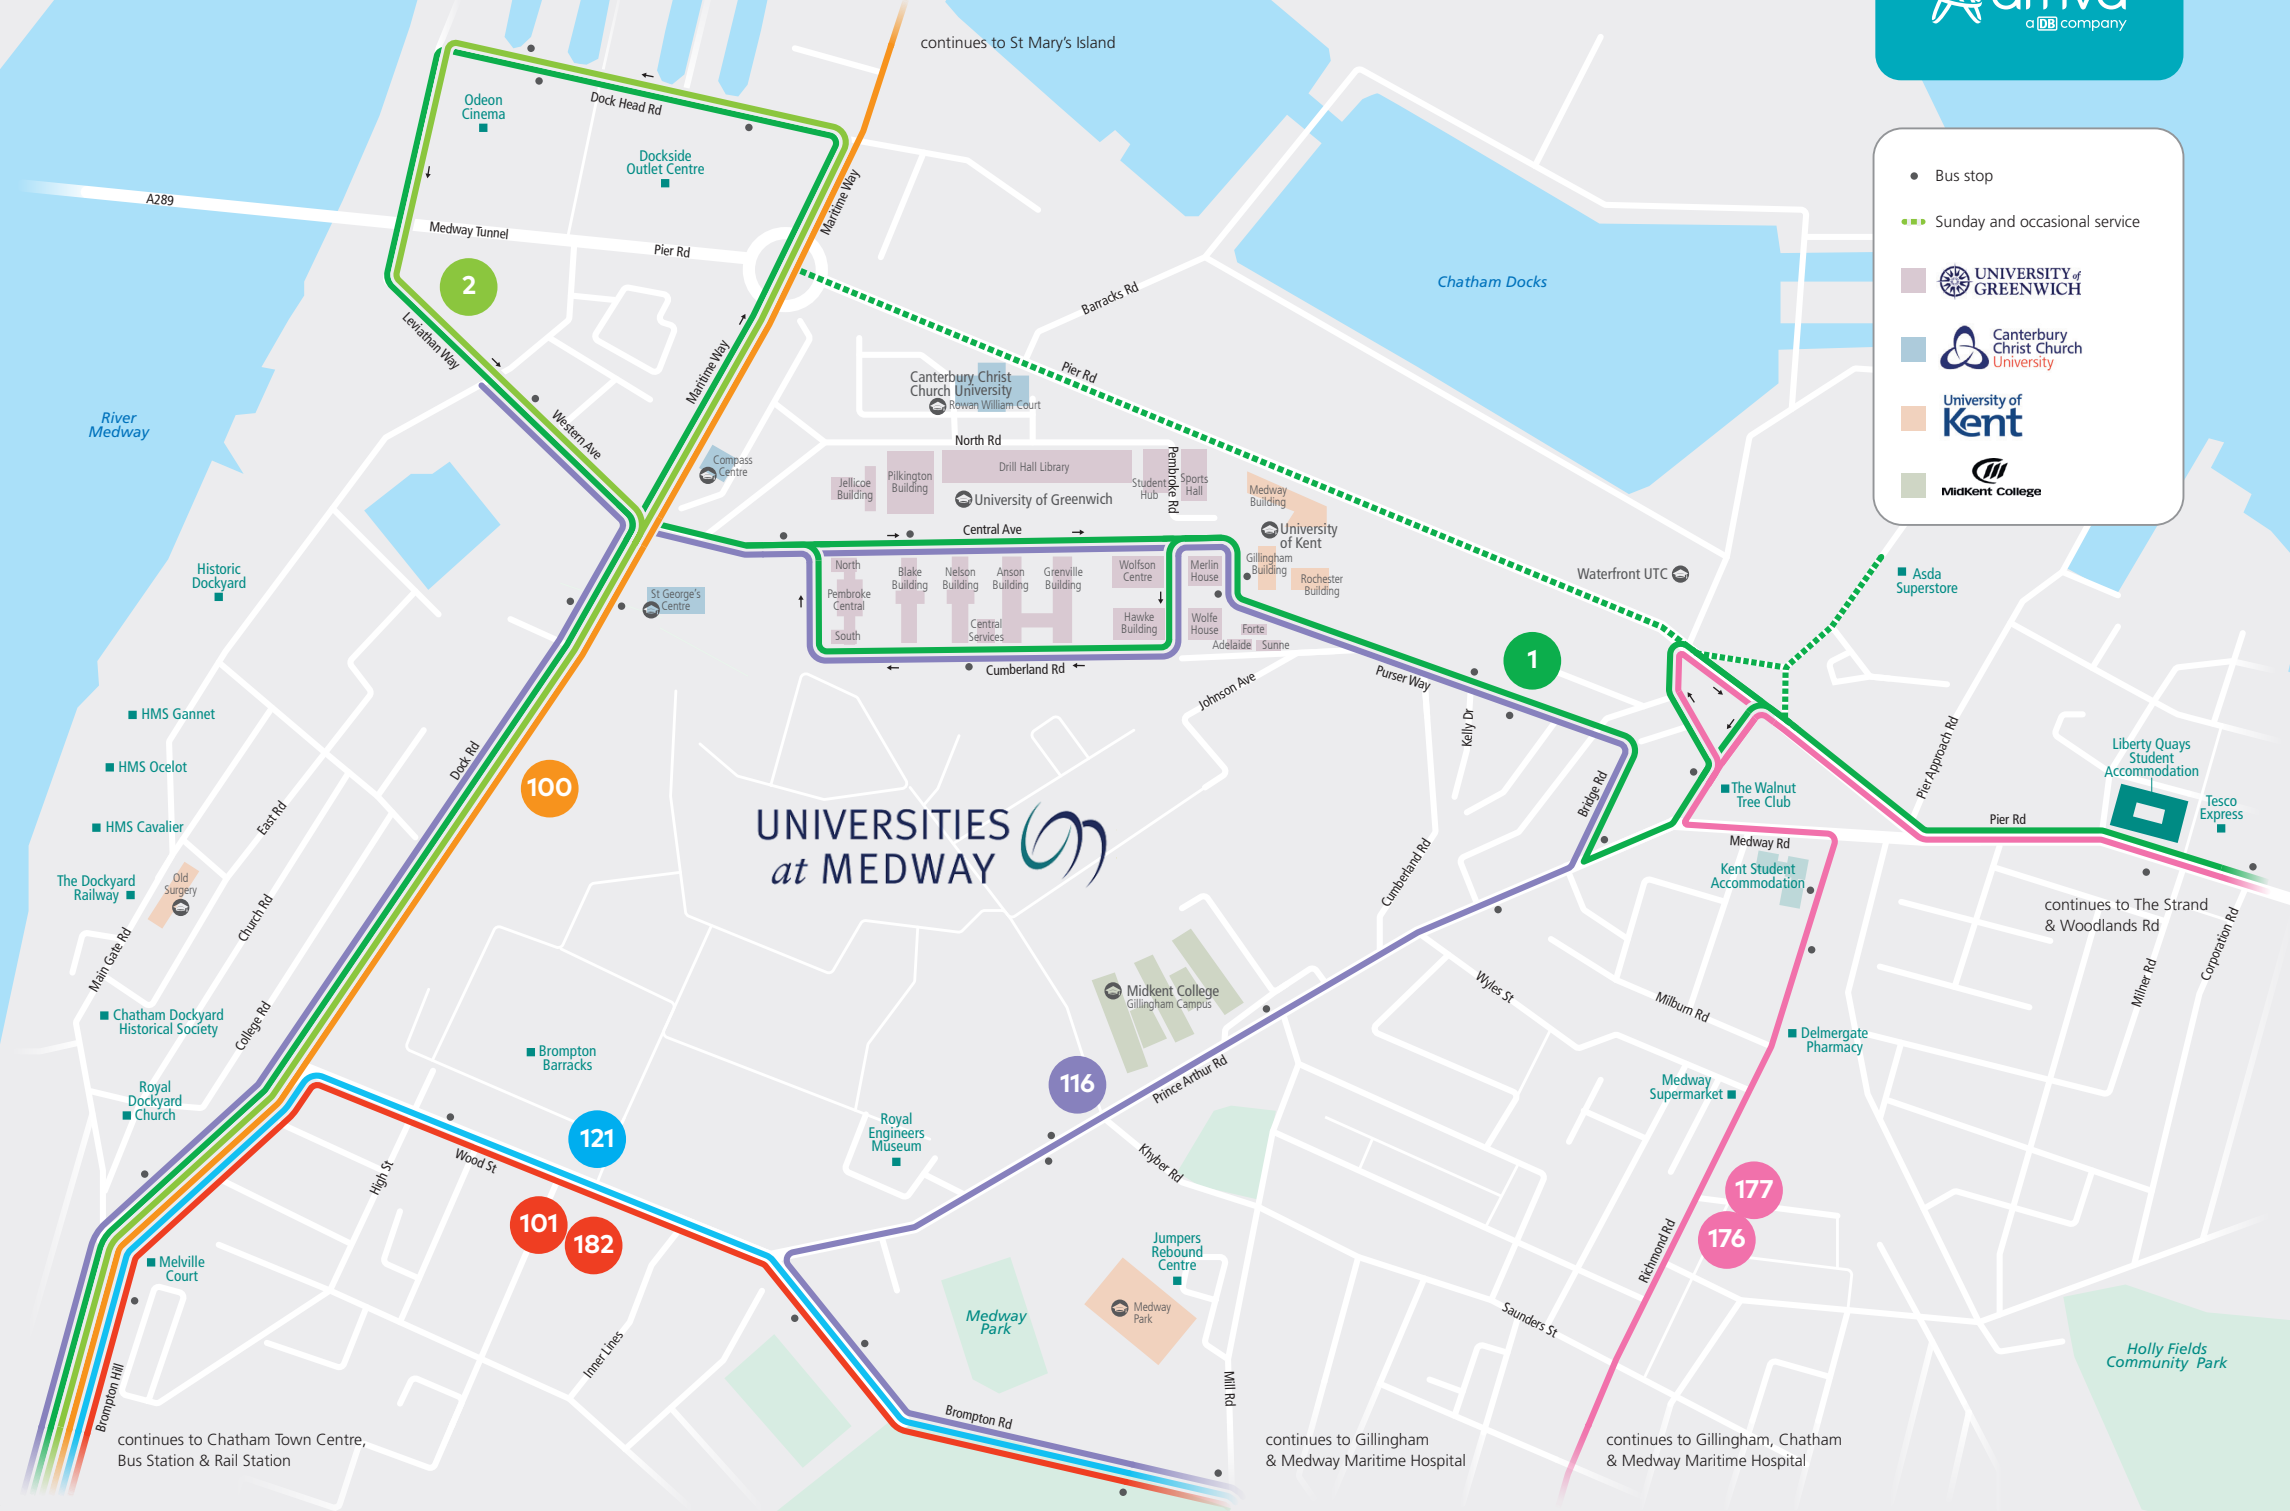 arriva
a DB company
continues to St Mary's Island
Bus stop
Sunday and occasional service
UNIVERSITY of
GREENWICH
Canterbury
Christ Church
University
University of
Kent
MidKent College
Odeon
Cinema
Dock Head Rd
Dockside
Outlet Centre
A289
Medway Tunnel
Pier Rd
Maritime Way
2
Leviathan Way
Barracks Rd
Chatham Docks
Maritime Way
Pier Rd
Canterbury Christ
Church University
Rowan William Court
River
Medway
Western Ave
North Rd
Compass
Centre
Jellicoe
Building
Pilkington
Building
Drill Hall Library
Student
Hub
Pembroke Rd
Sports
Hall
University of Greenwich
Medway
Building
University
of Kent
Central Ave
Gillingham
Building
Rochester
Building
Historic
Dockyard
St George's
Centre
North
Pembroke
Central
South
Blake
Building
Nelson
Building
Anson
Building
Grenville
Building
Central
Services
Wolfson
Centre
Hawke
Building
Merlin
House
Wolfe
House
Forte
Adelaide
Sunne
Cumberland Rd
Waterfront UTC
Asda
Superstore
1
Purser Way
Johnson Ave
Kelly Dr
HMS Gannet
HMS Ocelot
HMS Cavalier
Dock Rd
100
East Rd
UNIVERSITIES
at MEDWAY
Bridge Rd
The Walnut
Tree Club
Pier Approach Rd
Liberty Quays
Student
Accommodation
Tesco
Express
Pier Rd
Medway Rd
Kent Student
Accommodation
Cumberland Rd
The Dockyard
Railway
Old
Surgery
Church Rd
Main Gate Rd
continues to The Strand
& Woodlands Rd
Corporation Rd
Milner Rd
Chatham Dockyard
Historical Society
College Rd
Midkent College
Gillingham Campus
Wyles St
Milburn Rd
Delmergate
Pharmacy
Brompton
Barracks
116
Prince Arthur Rd
Medway
Supermarket
Royal
Dockyard
Church
121
Wood St
High St
Royal
Engineers
Museum
Khyber Rd
101
182
177
176
Richmond Rd
Melville
Court
Jumpers
Rebound
Centre
Medway
Park
Medway
Park
Inner Lines
Saunders St
Holly Fields
Community Park
Mill Rd
Brompton Hill
Brompton Rd
continues to Chatham Town Centre,
Bus Station & Rail Station
continues to Gillingham
& Medway Maritime Hospital
continues to Gillingham, Chatham
& Medway Maritime Hospital